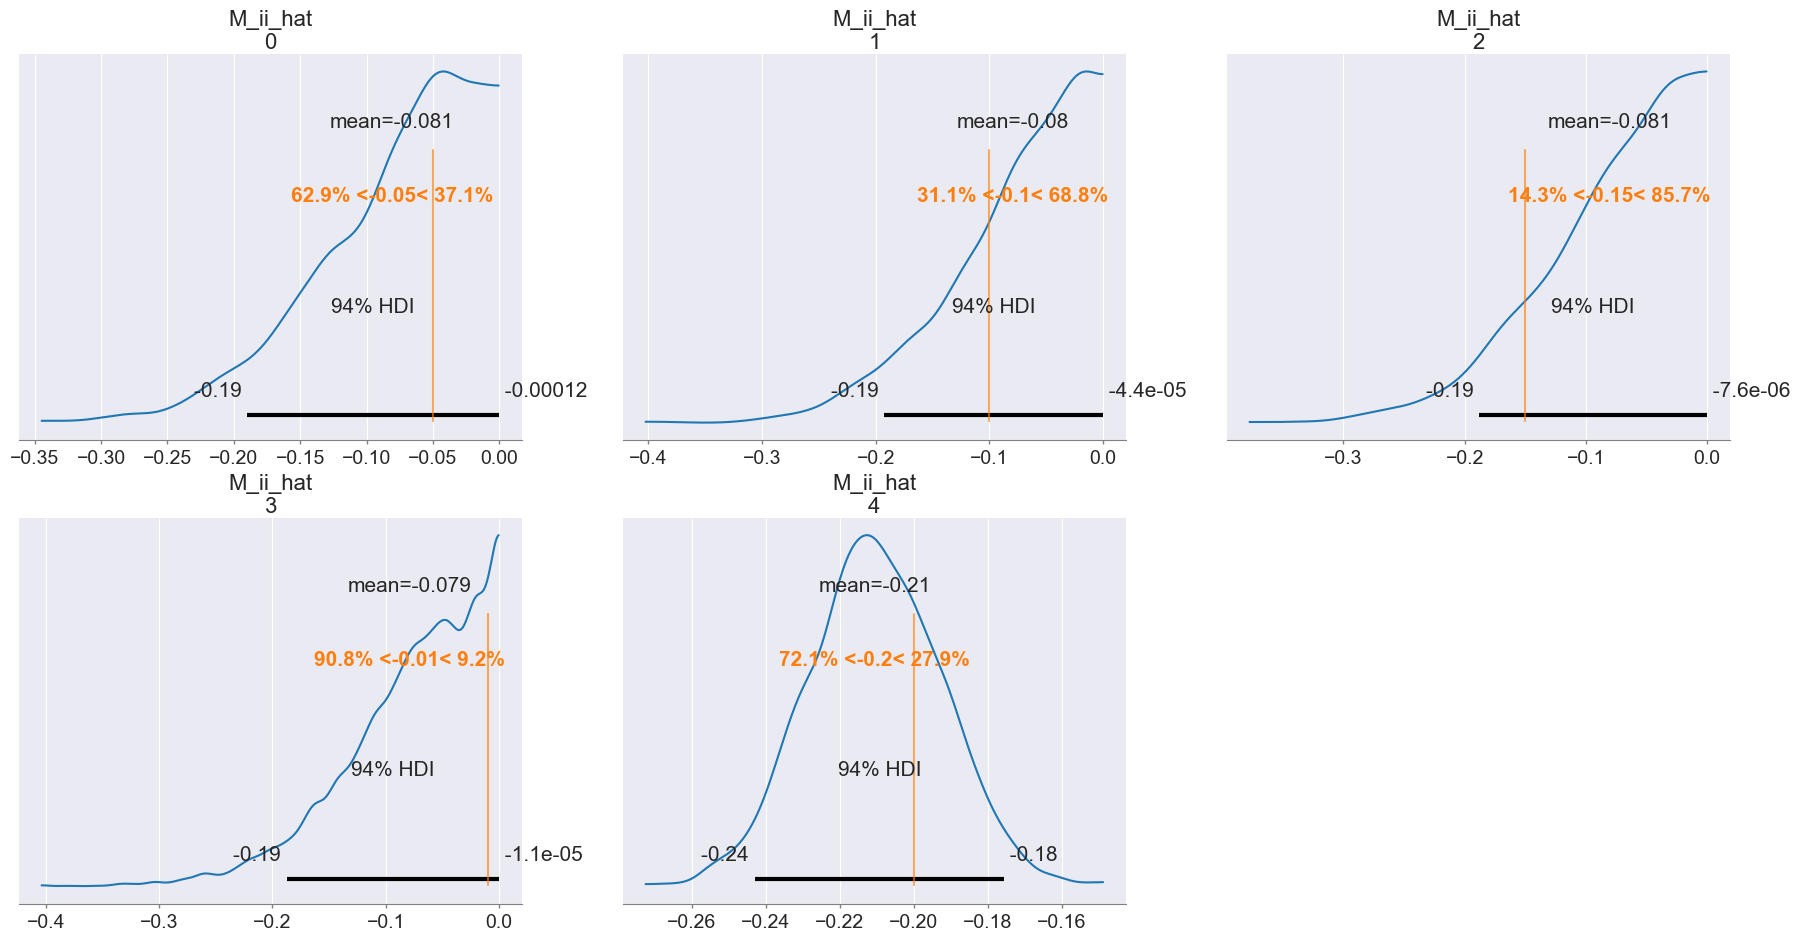 M_ii_hat
0
M_ii_hat
1
M_ii_hat
2
mean=-0.081
mean=-0.08
mean=-0.081
62.9% <-0.05< 37.1%
31.1% <-0.1< 68.8%
14.3% <-0.15< 85.7%
94% HDI
94% HDI
94% HDI
-0.19
-0.00012
-0.19
-4.4e-05
-0.19
-7.6e-06
−0.35 −0.30 −0.25 −0.20 −0.15 −0.10 −0.05 0.00
−0.4 −0.3 −0.2 −0.1 0.0
−0.3 −0.2 −0.1 0.0
M_ii_hat
3
M_ii_hat
4
mean=-0.079
mean=-0.21
90.8% <-0.01< 9.2%
72.1% <-0.2< 27.9%
94% HDI
94% HDI
-0.19
-1.1e-05
-0.24
-0.18
−0.4 −0.3 −0.2 −0.1 0.0
−0.26 −0.24 −0.22 −0.20 −0.18 −0.16